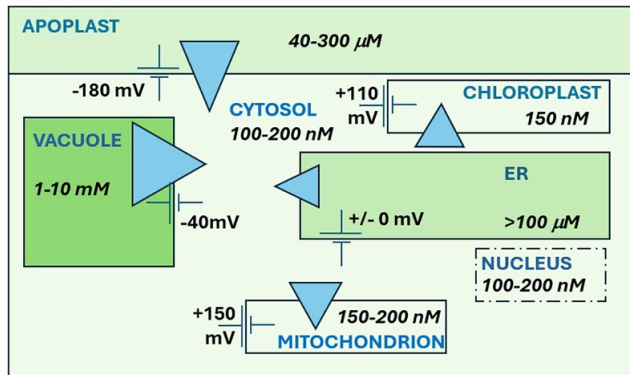 APOPLAST
40-300 µM
-180 mV
CYTOSOL
100-200 nM
+110
mV
CHLOROPLAST
150 nM
VACUOLE
1-10 mM
-40mV
ER
>100 µM
+/- 0 mV
NUCLEUS
100-200 nM
+150
mV
150-200 nM
MITOCHONDRION